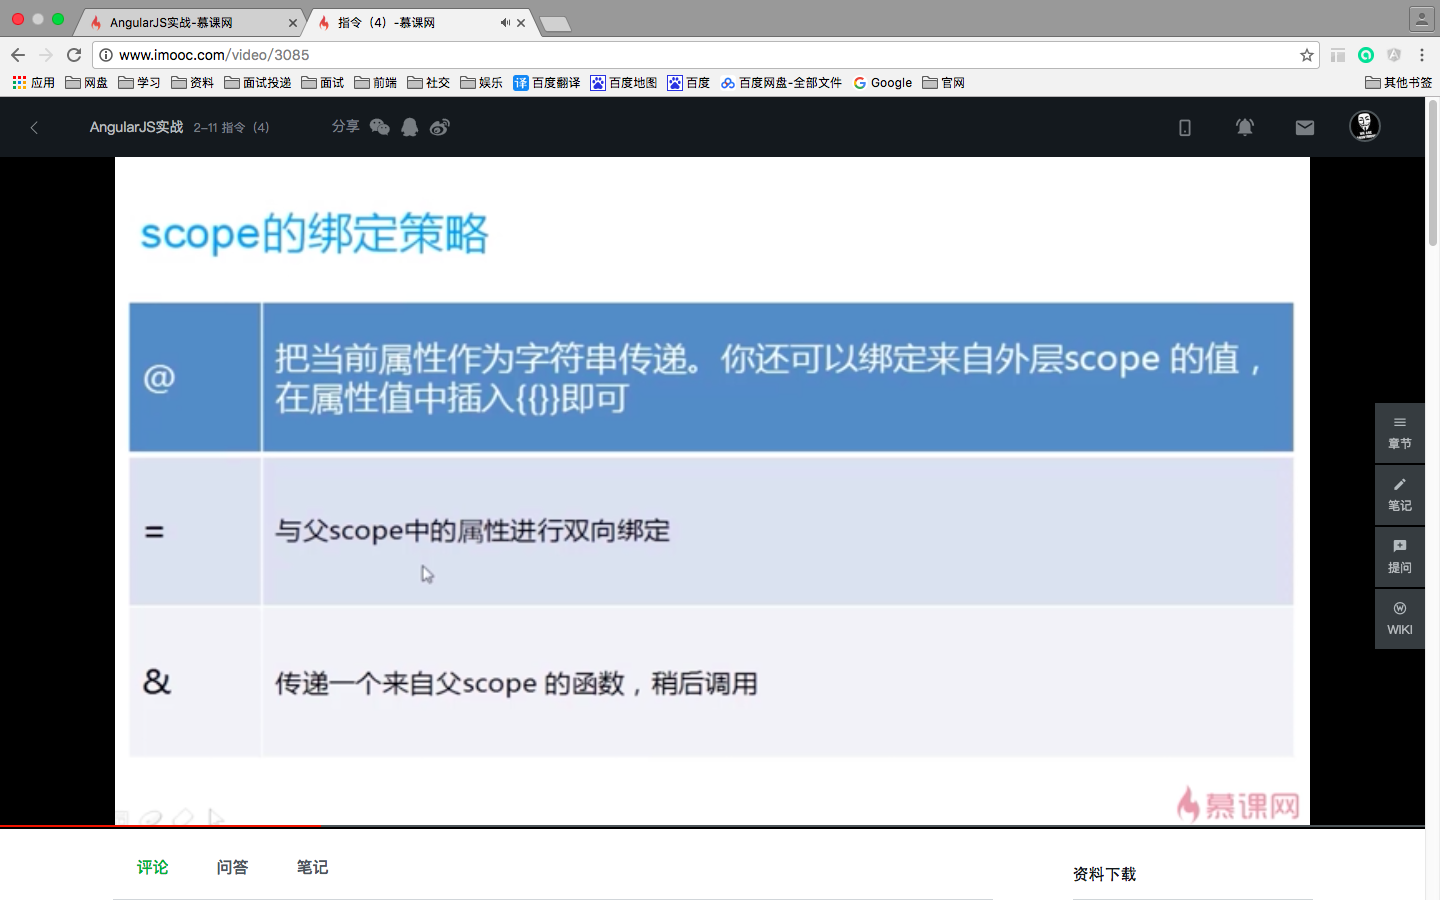 AngularJS实战-慕课网
指令（4）-慕课网
www.imooc.com/video/3085
应用 网盘 学习 资料 面试投递 面试 前端 社交 娱乐 译 百度翻译 百度地图 百度 百度网盘-全部文件 Google 官网 其他书签
AngularJS实战 2-11 指令（4） 分享
scope的绑定策略
@ 把当前属性作为字符串传递。你还可以绑定来自外层scope 的值，
在属性值中插入{{}}即可
= 与父scope中的属性进行双向绑定
& 传递一个来自父scope 的函数，稍后调用
慕课网
章节
笔记
提问
WIKI
评论 问答 笔记
资料下载